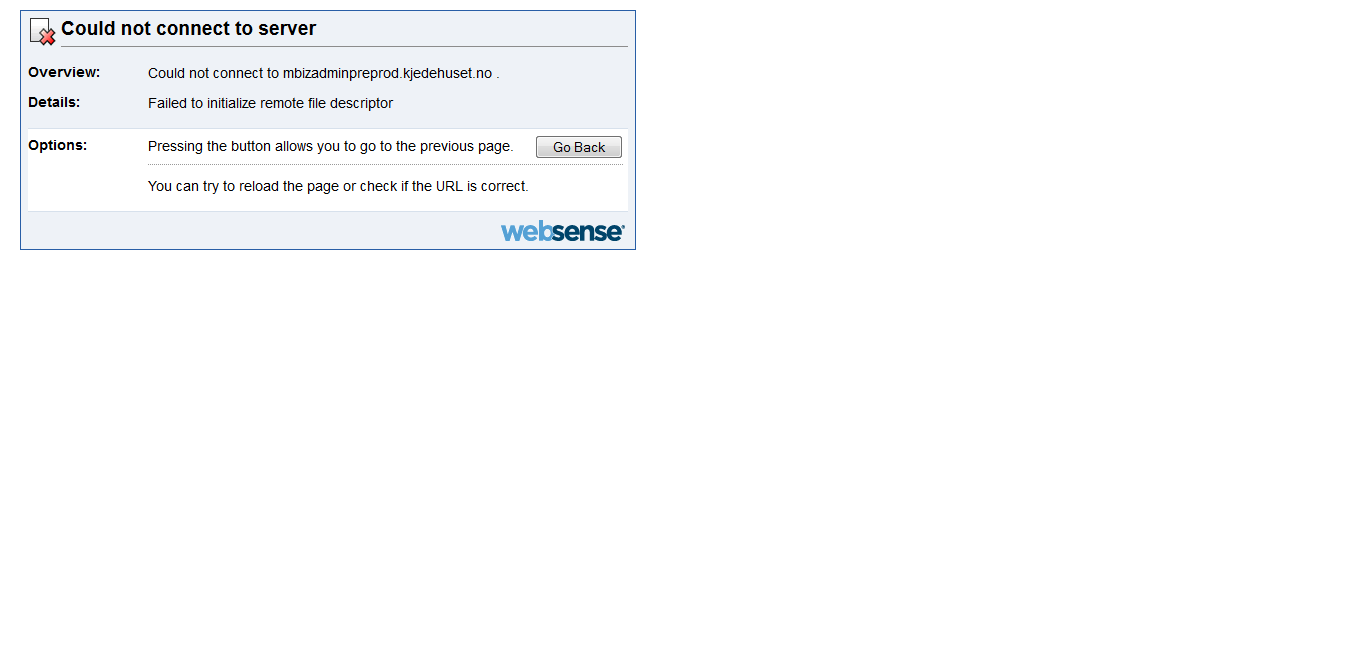 Could not connect to server
Overview: Could not connect to mbizadminpreprod.kjedehuset.no .
Details: Failed to initialize remote file descriptor
Options: Pressing the button allows you to go to the previous page. Go Back
You can try to reload the page or check if the URL is correct.
websense